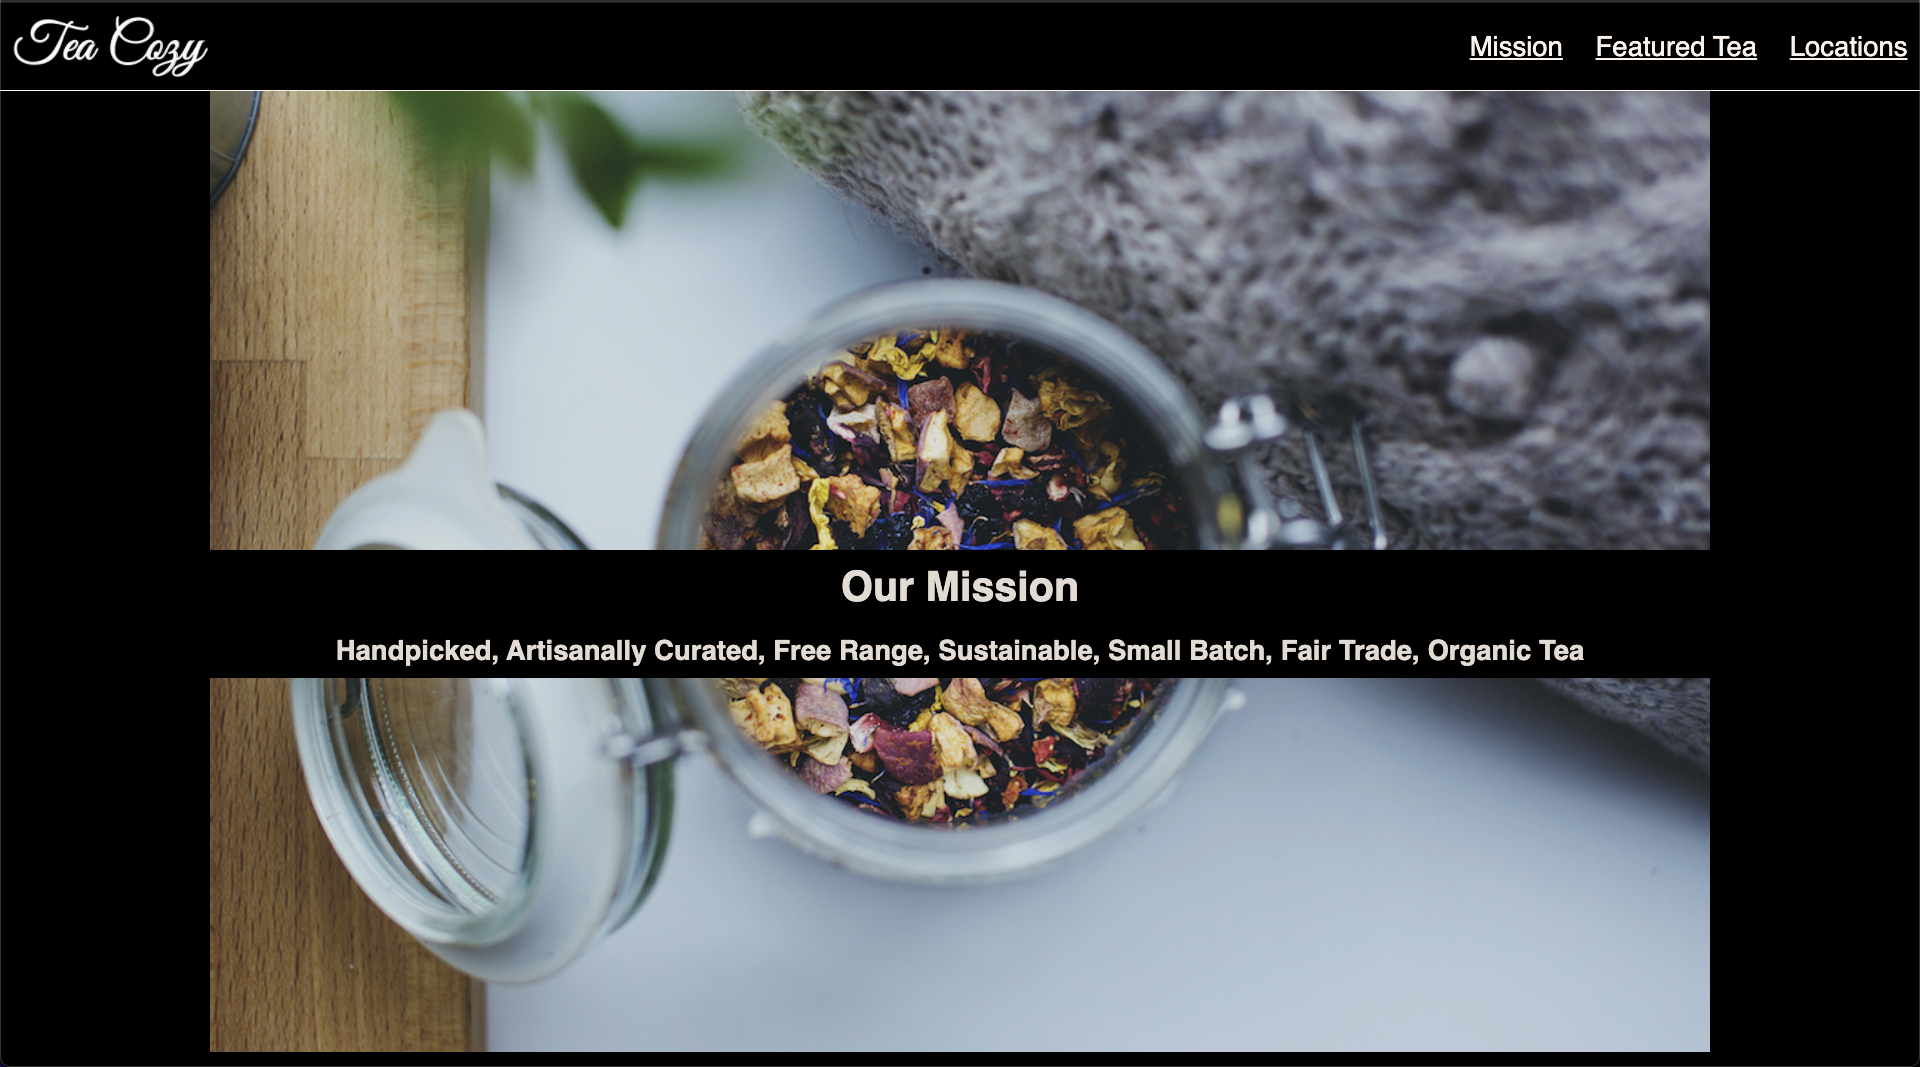 Tea Cozy
Mission Featured Tea Locations
Our Mission
Handpicked, Artisanally Curated, Free Range, Sustainable, Small Batch, Fair Trade, Organic Tea